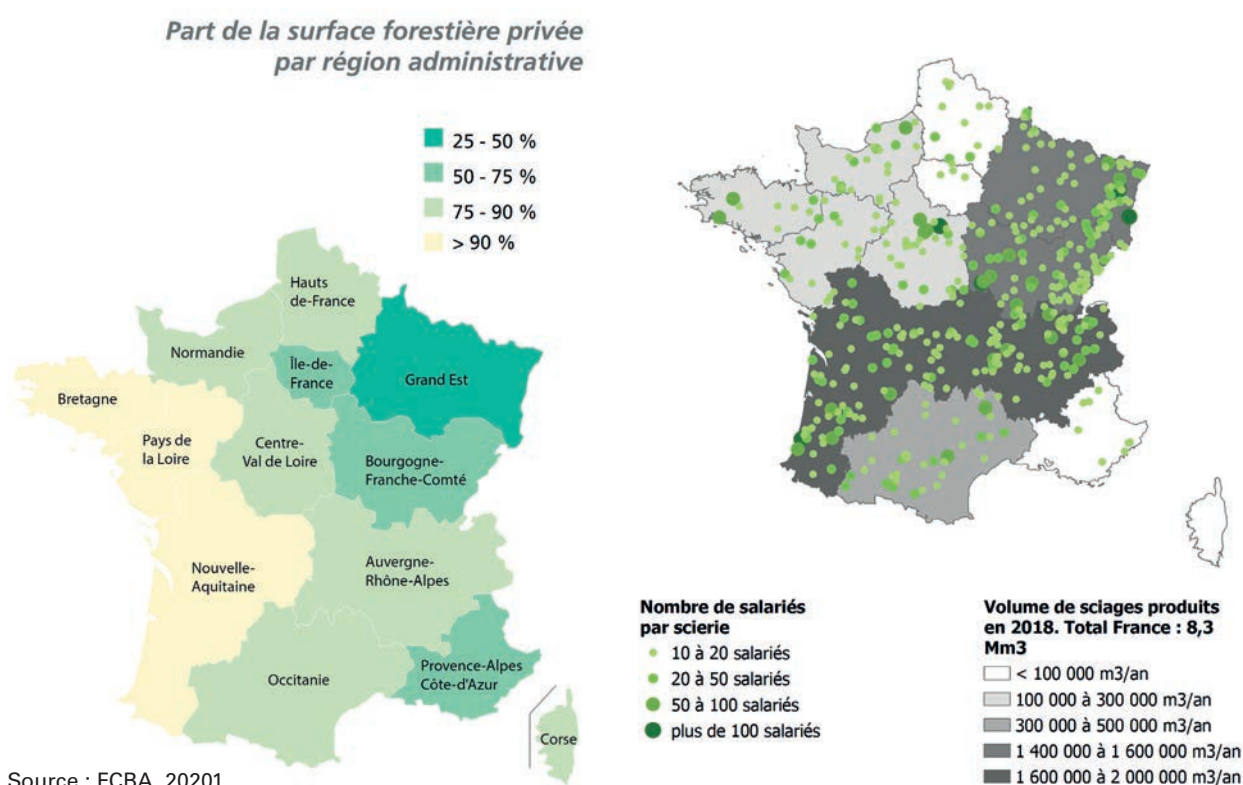 Part de la surface forestière privée
par région administrative
25 - 50 %
50 - 75 %
75 - 90 %
> 90 %
Hauts
de-France
Normandie
Île-de-
France
Grand Est
Bretagne
Pays de
la Loire
Centre-
Val de Loire
Bourgogne-
Franche-Comté
Nouvelle-
Aquitaine
Auvergne-
Rhône-Alpes
Occitanie
Provence-Alpes
Côte-d'Azur
Corse
Source : FCBA, 20201
Nombre de salariés
par scierie
10 à 20 salariés
20 à 50 salariés
50 à 100 salariés
plus de 100 salariés
Volume de sciages produits
en 2018. Total France : 8,3
Mm3
< 100 000 m3/an
100 000 à 300 000 m3/an
300 000 à 500 000 m3/an
1 400 000 à 1 600 000 m3/an
1 600 000 à 2 000 000 m3/an